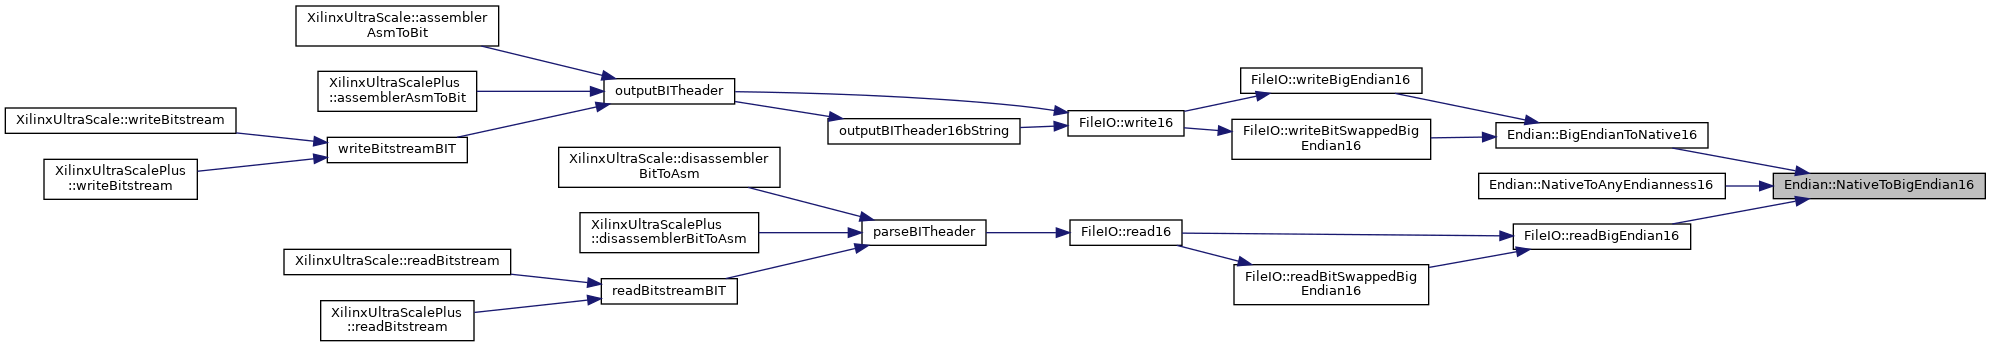 XilinxUltraScale::assembler
AsmToBit
XilinxUltraScalePlus
::assemblerAsmToBit
XilinxUltraScale::writeBitstream
XilinxUltraScalePlus
::writeBitstream
outputBITheader
writeBitstreamBIT
outputBITheader16bString
FileIO::write16
FileIO::writeBigEndian16
FileIO::writeBitSwappedBig
Endian16
Endian::BigEndianToNative16
Endian::NativeToAnyEndianness16
Endian::NativeToBigEndian16
XilinxUltraScale::disassembler
BitToAsm
XilinxUltraScalePlus
::disassemblerBitToAsm
XilinxUltraScale::readBitstream
XilinxUltraScalePlus
::readBitstream
parseBITheader
readBitstreamBIT
FileIO::read16
FileIO::readBigEndian16
FileIO::readBitSwappedBig
Endian16